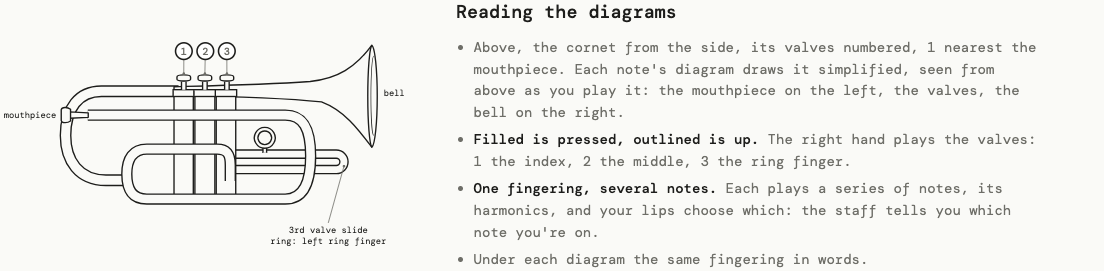 1 2 3
mouthpiece
bell
3rd valve slide
ring: left ring finger
Reading the diagrams
• Above, the cornet from the side, its valves numbered, 1 nearest the
mouthpiece. Each note's diagram draws it simplified, seen from
above as you play it: the mouthpiece on the left, the valves, the
bell on the right.
• Filled is pressed, outlined is up. The right hand plays the valves:
1 the index, 2 the middle, 3 the ring finger.
• One fingering, several notes. Each plays a series of notes, its
harmonics, and your lips choose which: the staff tells you which
note you're on.
• Under each diagram the same fingering in words.